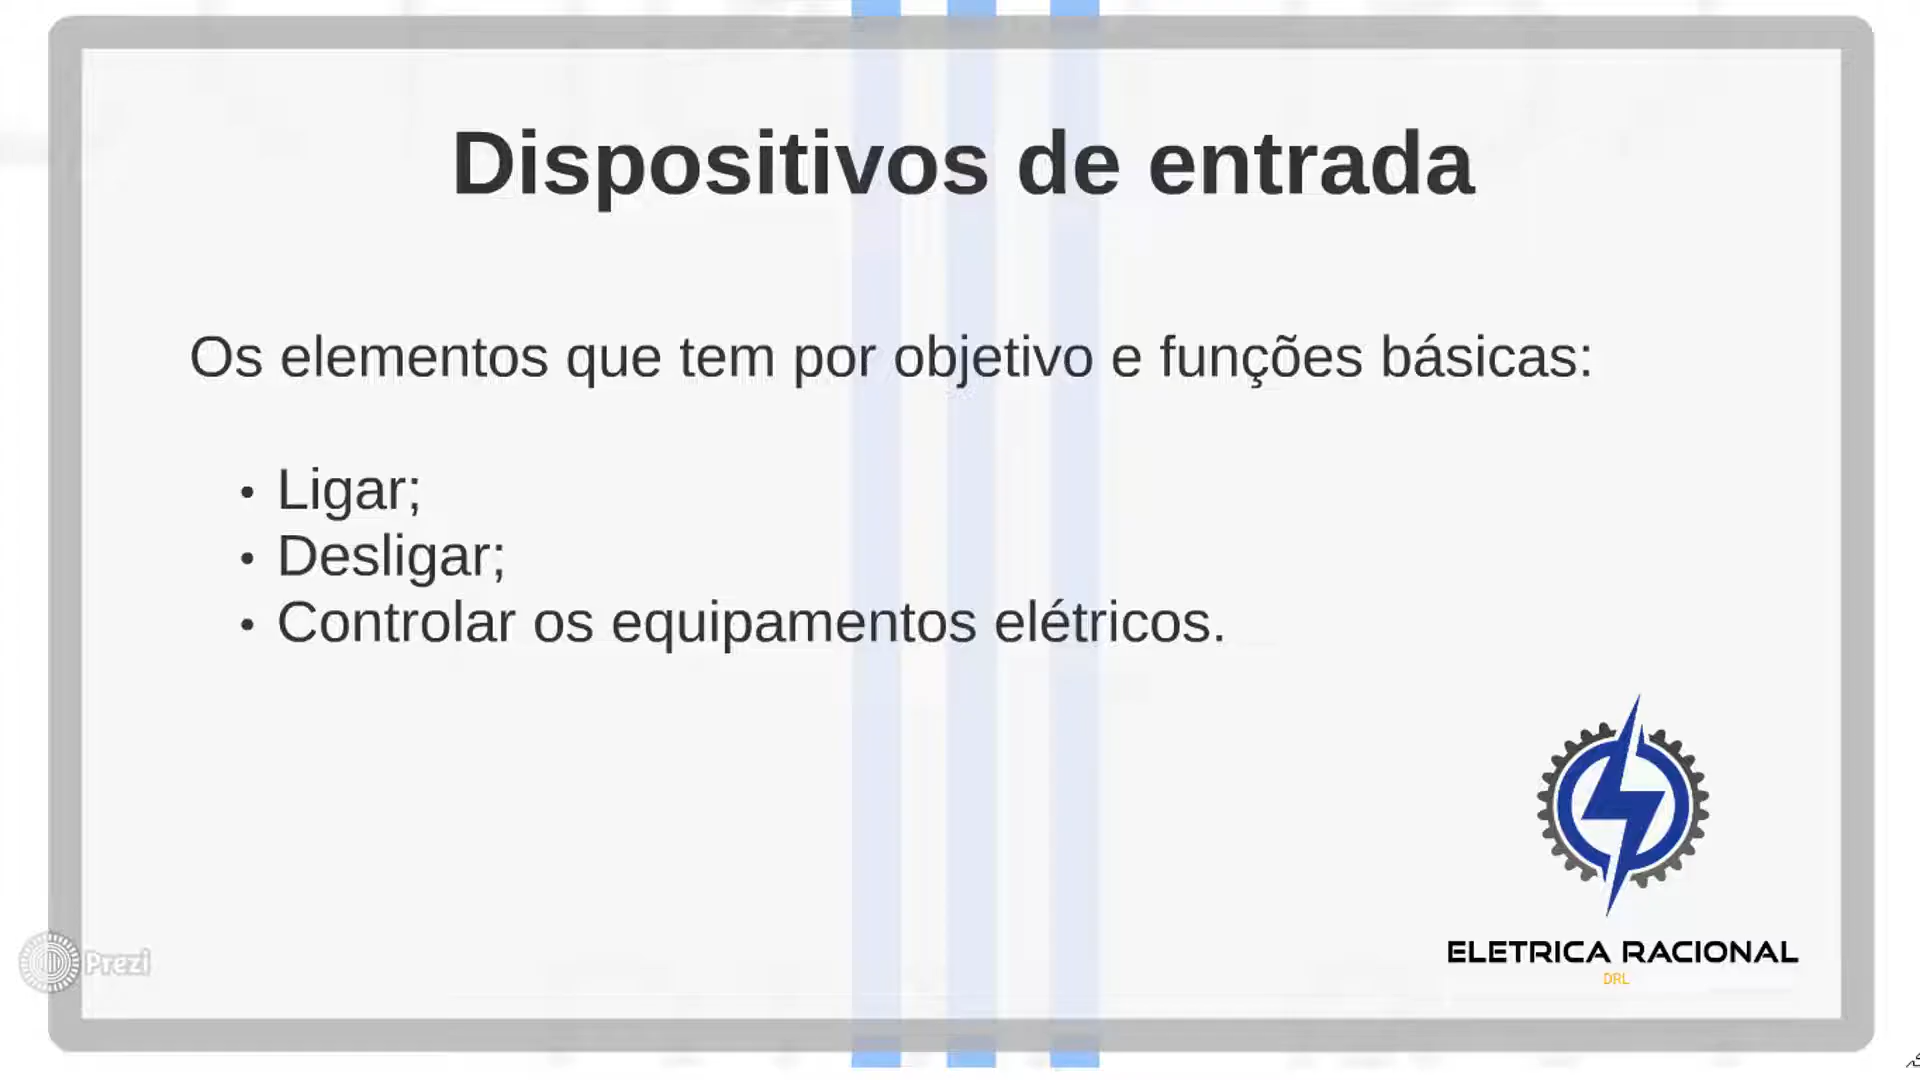 Dispositivos de entrada
Os elementos que tem por objetivo e funções básicas:
• Ligar;
• Desligar;
• Controlar os equipamentos elétricos.
ELETRICA RACIONAL
DRL
Prezi